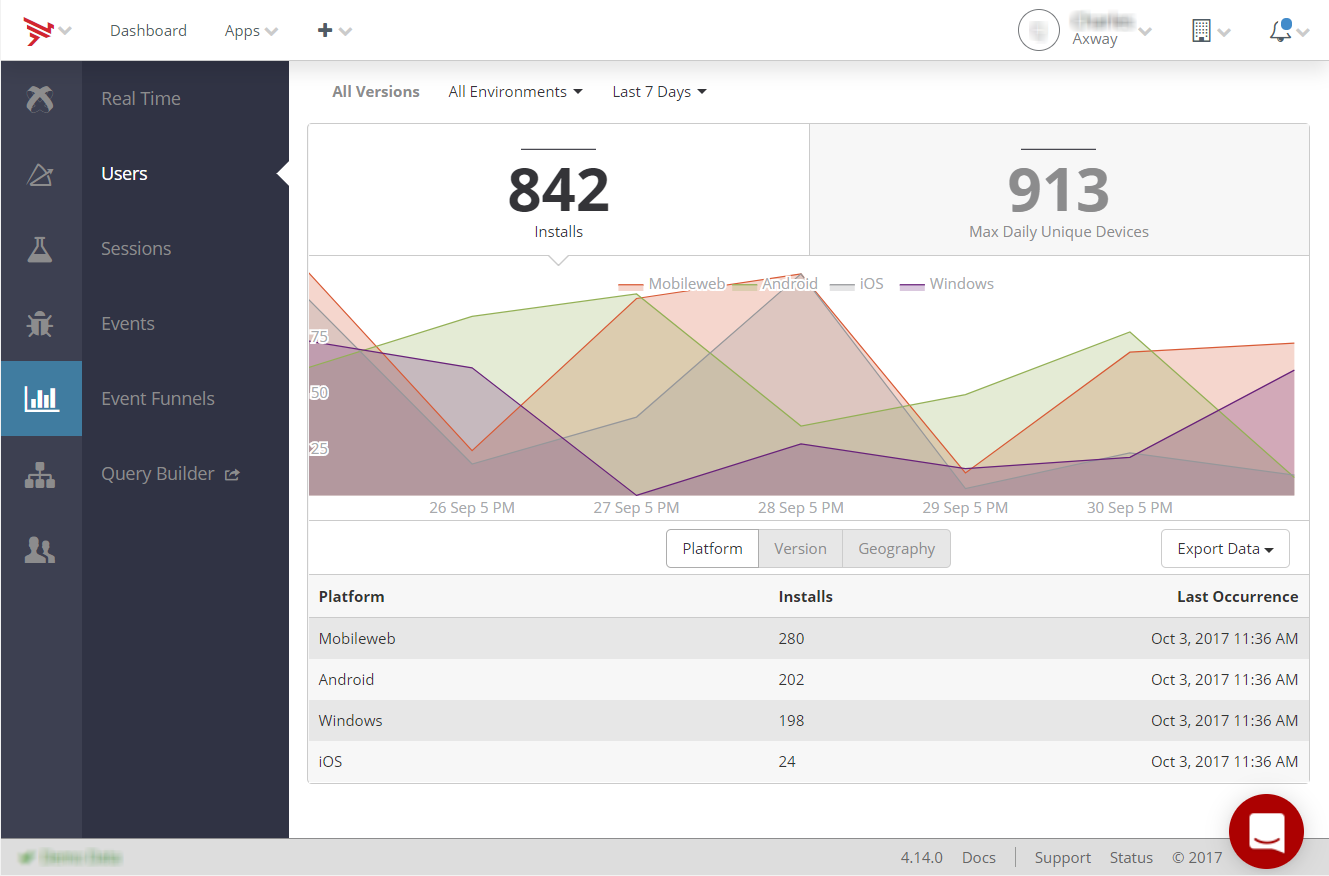 Dashboard Apps
Axway
Real Time
Users
Sessions
Events
Event Funnels
Query Builder
All Versions All Environments Last 7 Days
842
Installs
913
Max Daily Unique Devices
Mobileweb Android iOS Windows
75
50
25
26 Sep 5 PM 27 Sep 5 PM 28 Sep 5 PM 29 Sep 5 PM 30 Sep 5 PM
Platform Version Geography Export Data
Platform Installs Last Occurrence
Mobileweb 280 Oct 3, 2017 11:36 AM
Android 202 Oct 3, 2017 11:36 AM
Windows 198 Oct 3, 2017 11:36 AM
iOS 24 Oct 3, 2017 11:36 AM
4.14.0 Docs Support Status © 2017